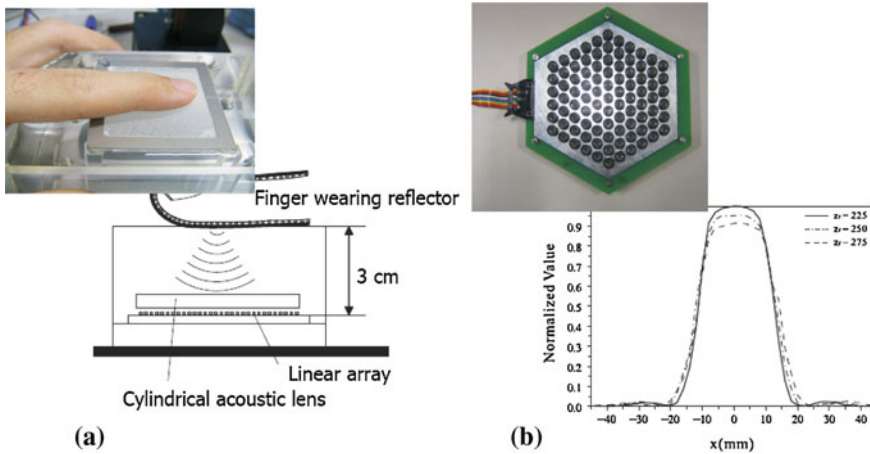 Finger wearing reflector
3 cm
Linear array
Cylindrical acoustic lens
(a)
zr=225
zr=250
zr=275
Normalized Value
0.9
0.8
0.7
0.6
0.5
0.4
0.3
0.2
0.1
0.0
−40 −30 −20 −10 0 10 20 30 40
x(mm)
(b)